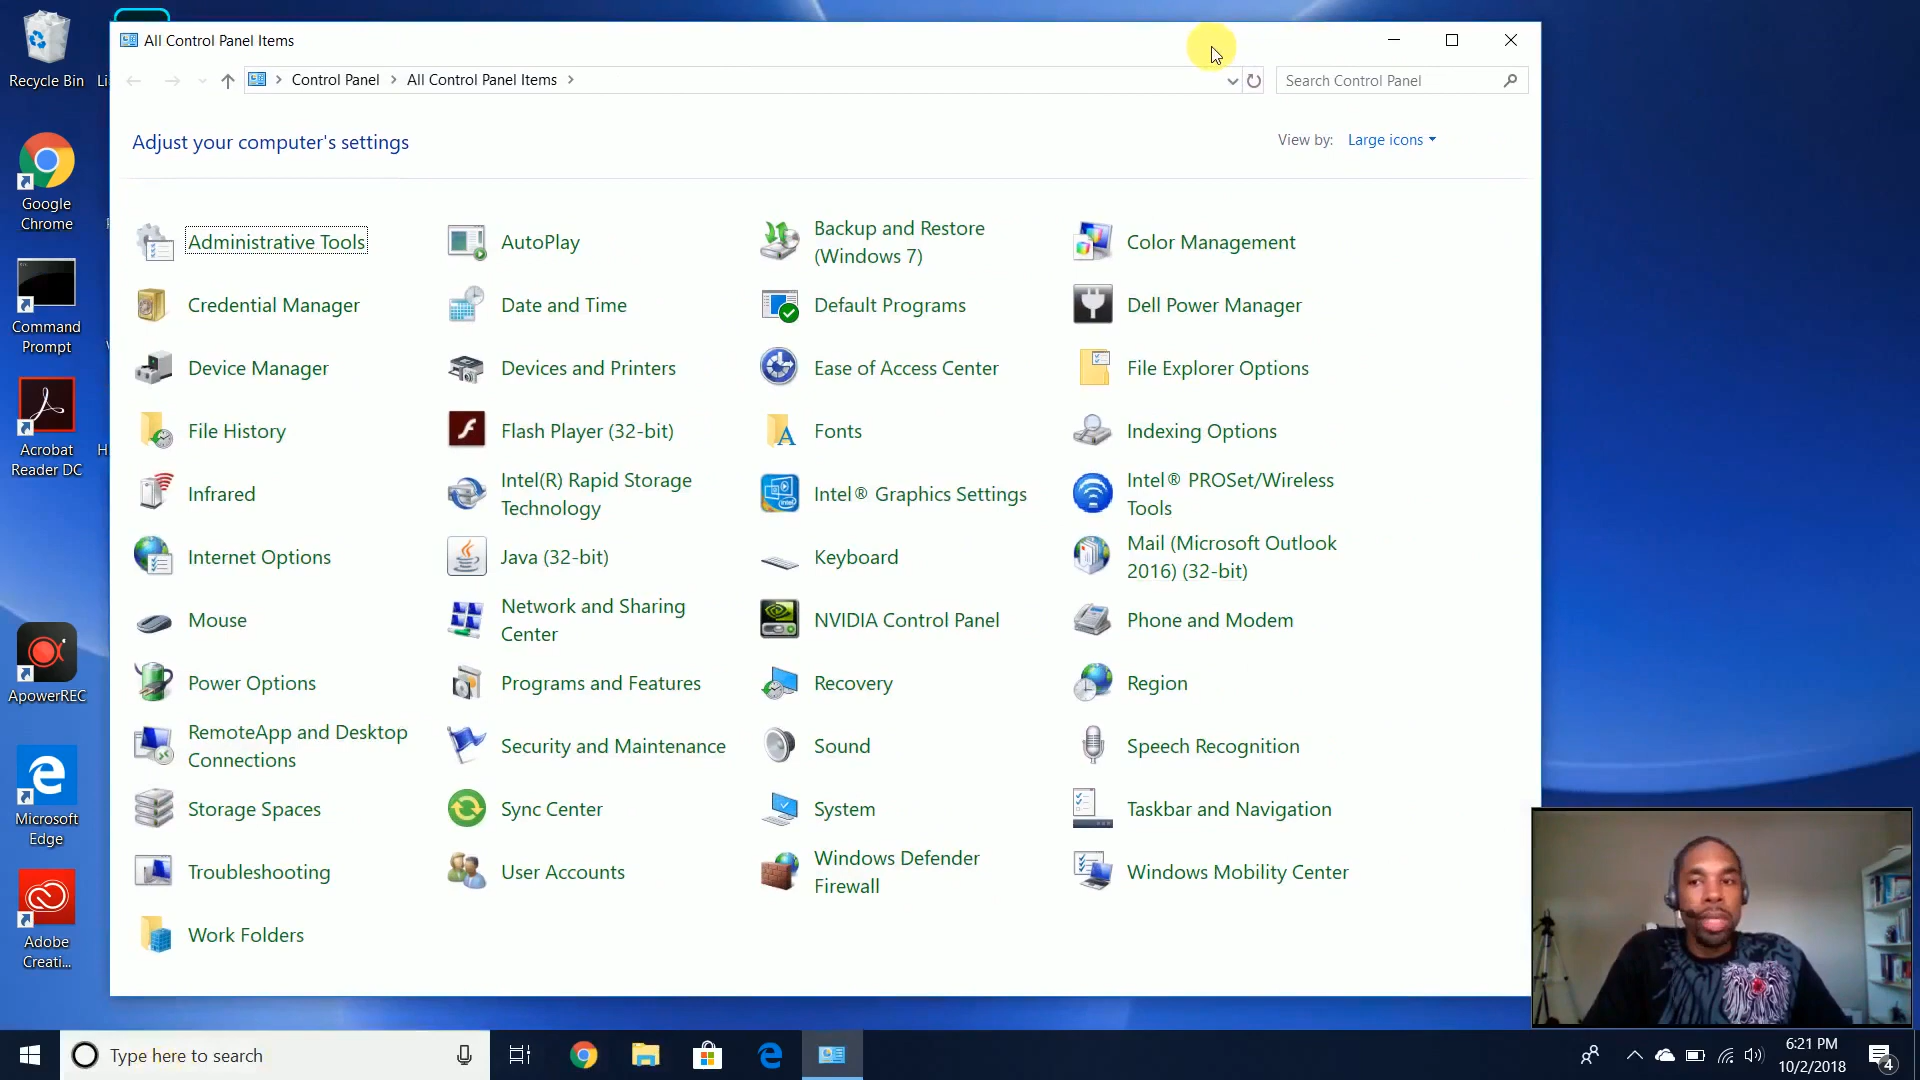 All Control Panel Items
Control Panel
All Control Panel Items
Search Control Panel
Adjust your computer's settings
View by:
Large icons
Administrative Tools
AutoPlay
Backup and Restore
(Windows 7)
Color Management
Credential Manager
Date and Time
Default Programs
Dell Power Manager
Device Manager
Devices and Printers
Ease of Access Center
File Explorer Options
File History
Flash Player (32-bit)
Fonts
Indexing Options
Infrared
Intel(R) Rapid Storage
Technology
Intel® Graphics Settings
Intel® PROSet/Wireless
Tools
Internet Options
Java (32-bit)
Keyboard
Mail (Microsoft Outlook
2016) (32-bit)
Mouse
Network and Sharing
Center
NVIDIA Control Panel
Phone and Modem
Power Options
Programs and Features
Recovery
Region
RemoteApp and Desktop
Connections
Security and Maintenance
Sound
Speech Recognition
Storage Spaces
Sync Center
System
Taskbar and Navigation
Troubleshooting
User Accounts
Windows Defender
Firewall
Windows Mobility Center
Work Folders
Recycle Bin
Google
Chrome
Command
Prompt
Acrobat
Reader DC
ApowerREC
Microsoft
Edge
Adobe
Creati...
Type here to search
6:21 PM
10/2/2018
4